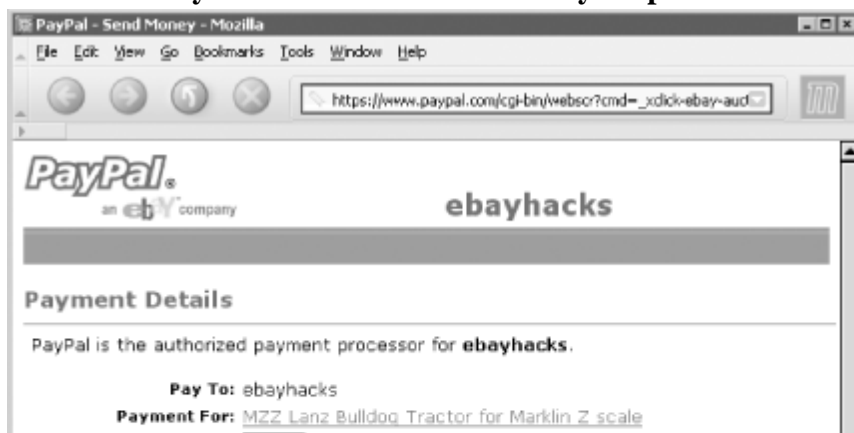 PayPal - Send Money - Mozilla
File Edit View Go Bookmarks Tools Window Help
https://www.paypal.com/cgi-bin/webscr?cmd=_xclick-ebay-auc
PayPal®
an ebY company
ebayhacks
Payment Details
PayPal is the authorized payment processor for ebayhacks.
Pay To: ebayhacks
Payment For: MZZ Lanz Bulldog Tractor for Marklin Z scale